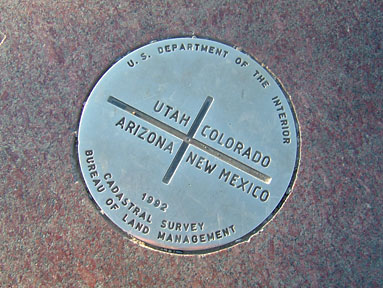 U. S. DEPARTMENT OF THE INTERIOR
UTAH COLORADO
ARIZONA NEW MEXICO
1992
CADASTRAL SURVEY
BUREAU OF LAND MANAGEMENT